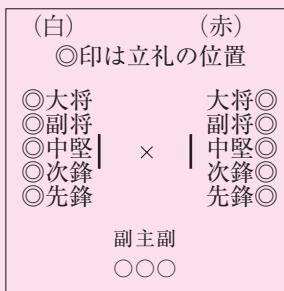 （白） （赤）
◎印は立礼の位置
◎大将 大将◎
◎副将 副将◎
◎中堅 × 中堅◎
◎次鋒 次鋒◎
◎先鋒 先鋒◎
副主副
○○○